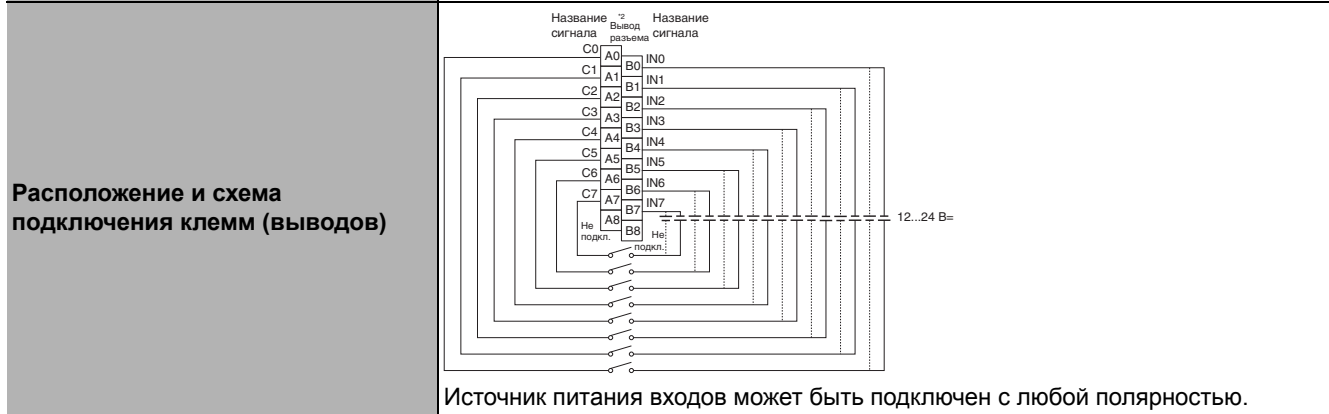 Расположение и схема
подключения клемм (выводов)
Название
сигнала
*2
Вывод
разъема
Название
сигнала
C0 A0 B0 IN0
C1 A1 B1 IN1
C2 A2 B2 IN2
C3 A3 B3 IN3
C4 A4 B4 IN4
C5 A5 B5 IN5
C6 A6 B6 IN6
C7 A7 B7 IN7
Не
подкл.
A8 B8
Не
подкл.
12...24 В=
Источник питания входов может быть подключен с любой полярностью.